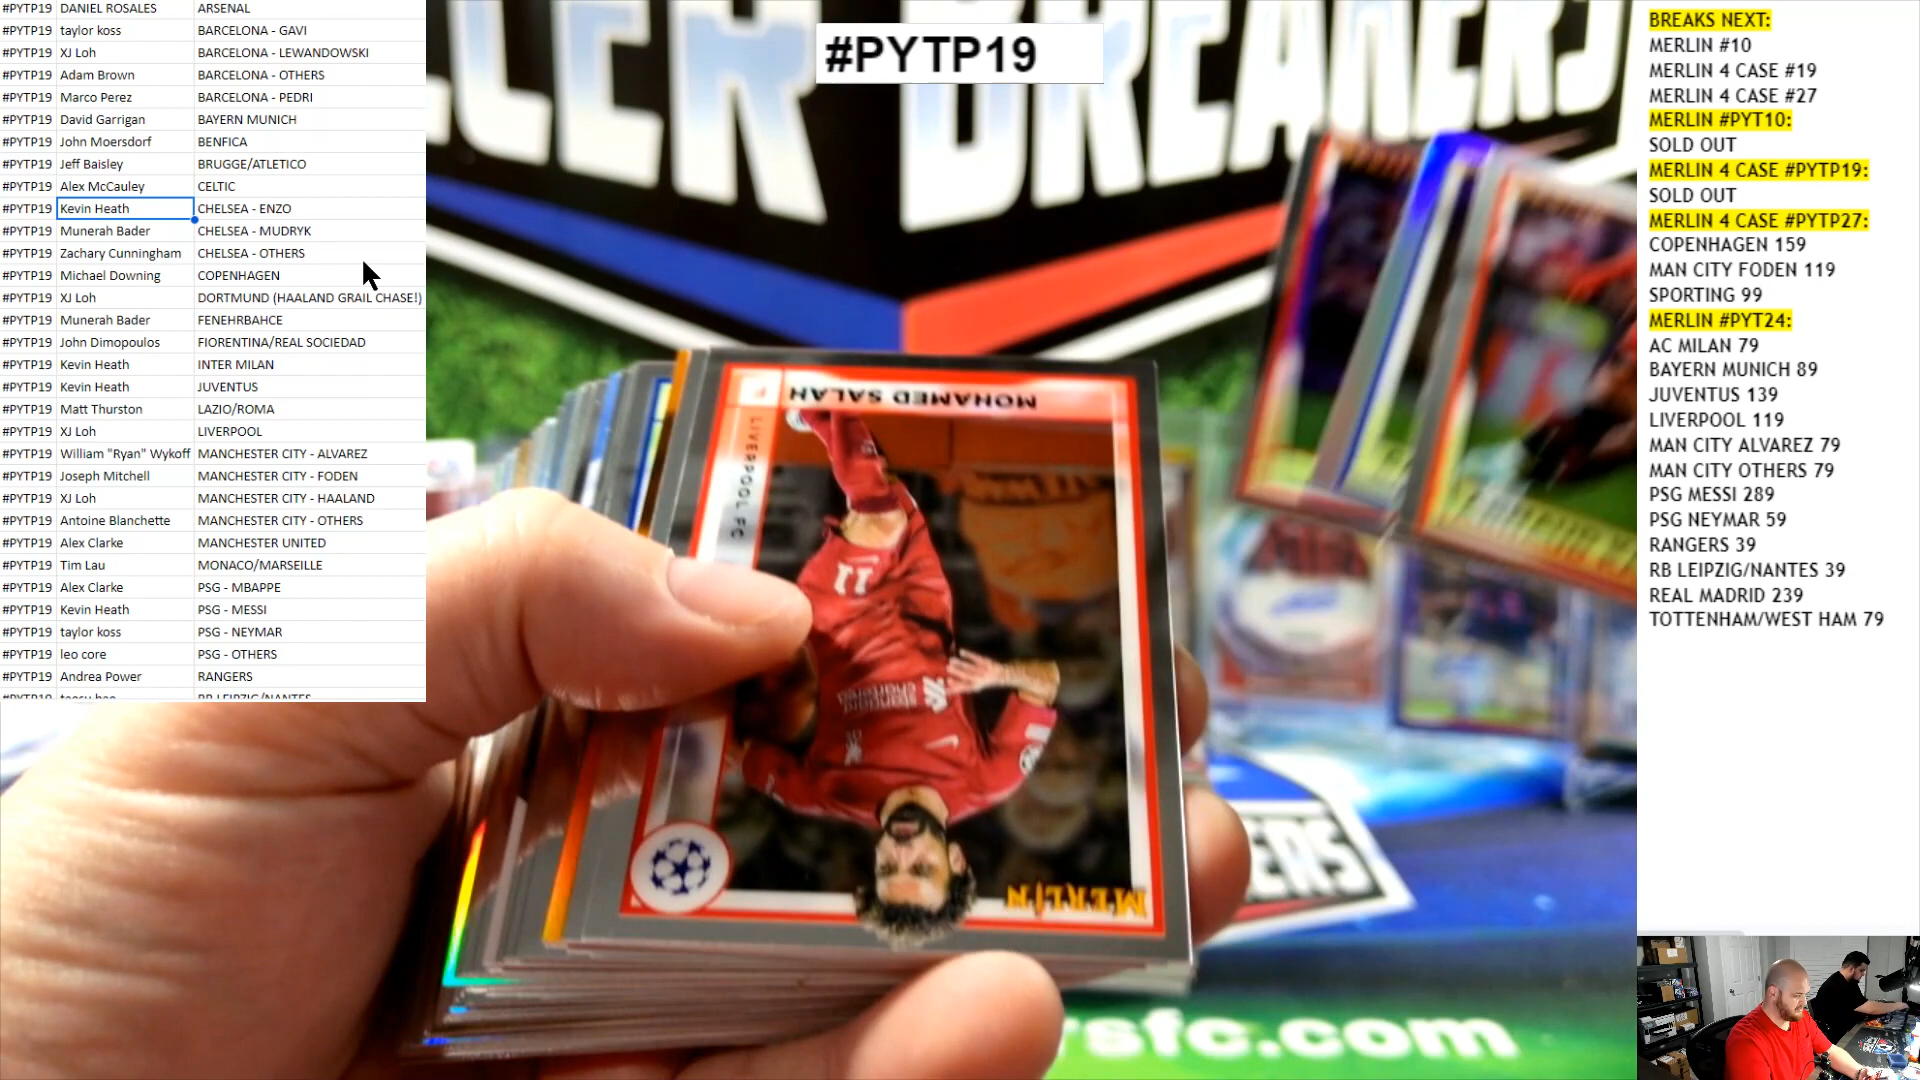 #PYTP19 DANIEL ROSALES ARSENAL
#PYTP19 taylor koss BARCELONA - GAVI
#PYTP19 XJ Loh BARCELONA - LEWANDOWSKI
#PYTP19 Adam Brown BARCELONA - OTHERS
#PYTP19 Marco Perez BARCELONA - PEDRI
#PYTP19 David Garrigan BAYERN MUNICH
#PYTP19 John Moersdorf BENFICA
#PYTP19 Jeff Baisley BRUGGE/ATLETICO
#PYTP19 Alex McCauley CELTIC
#PYTP19 Kevin Heath CHELSEA - ENZO
#PYTP19 Munerah Bader CHELSEA - MUDRYK
#PYTP19 Zachary Cunningham CHELSEA - OTHERS
#PYTP19 Michael Downing COPENHAGEN
#PYTP19 XJ Loh DORTMUND (HAALAND GRAIL CHASE!)
#PYTP19 Munerah Bader FENEHRBAHCE
#PYTP19 John Dimopoulos FIORENTINA/REAL SOCIEDAD
#PYTP19 Kevin Heath INTER MILAN
#PYTP19 Kevin Heath JUVENTUS
#PYTP19 Matt Thurston LAZIO/ROMA
#PYTP19 XJ Loh LIVERPOOL
#PYTP19 William "Ryan" Wykoff MANCHESTER CITY - ALVAREZ
#PYTP19 Joseph Mitchell MANCHESTER CITY - FODEN
#PYTP19 XJ Loh MANCHESTER CITY - HAALAND
#PYTP19 Antoine Blanchette MANCHESTER CITY - OTHERS
#PYTP19 Alex Clarke MANCHESTER UNITED
#PYTP19 Tim Lau MONACO/MARSEILLE
#PYTP19 Alex Clarke PSG - MBAPPE
#PYTP19 Kevin Heath PSG - MESSI
#PYTP19 taylor koss PSG - NEYMAR
#PYTP19 leo core PSG - OTHERS
#PYTP19 Andrea Power RANGERS
#PYTP19
BREAKERS
MOHAMED SALAH
LIVERPOOL FC
11
MERLIN
ERS
rsfc.com
BREAKS NEXT:
MERLIN #10
MERLIN 4 CASE #19
MERLIN 4 CASE #27
MERLIN #PYT10:
SOLD OUT
MERLIN 4 CASE #PYTP19:
SOLD OUT
MERLIN 4 CASE #PYTP27:
COPENHAGEN 159
MAN CITY FODEN 119
SPORTING 99
MERLIN #PYT24:
AC MILAN 79
BAYERN MUNICH 89
JUVENTUS 139
LIVERPOOL 119
MAN CITY ALVAREZ 79
MAN CITY OTHERS 79
PSG MESSI 289
PSG NEYMAR 59
RANGERS 39
RB LEIPZIG/NANTES 39
REAL MADRID 239
TOTTENHAM/WEST HAM 79